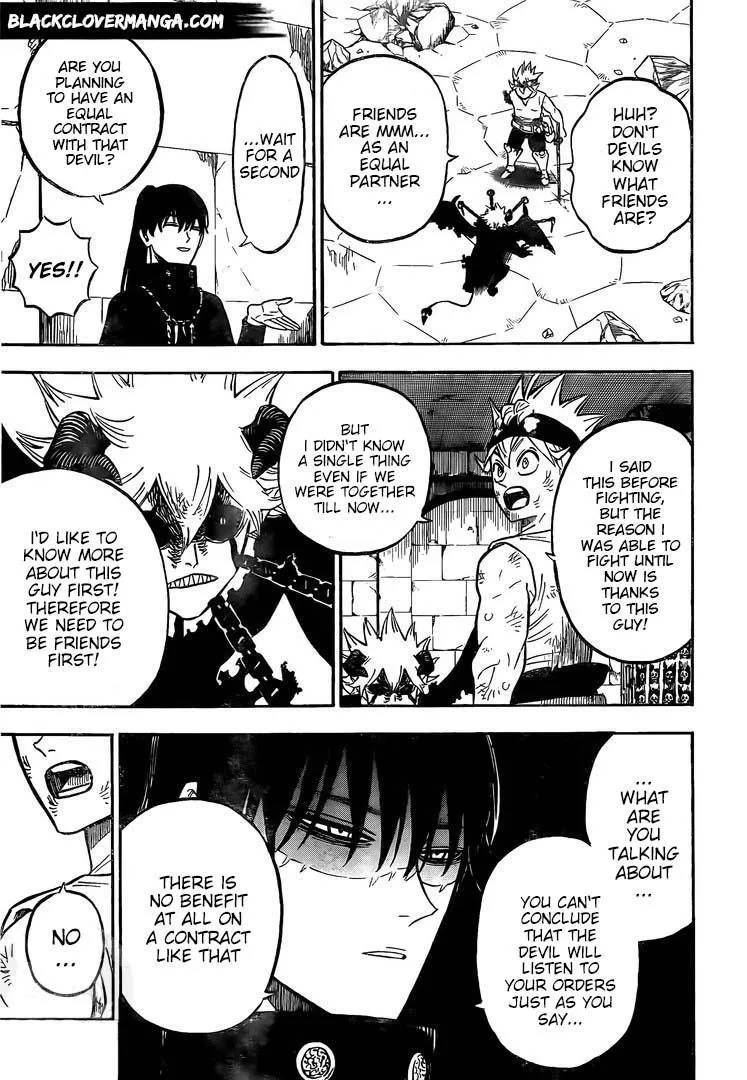 BLACKCLOVERMANGA.COM
HUH?
DON'T
DEVILS
KNOW
WHAT
FRIENDS
ARE?
FRIENDS
ARE MMM...
AS AN
EQUAL
PARTNER
...
...WAIT
FOR A
SECOND
ARE YOU
PLANNING
TO HAVE AN
EQUAL
CONTRACT
WITH THAT
DEVIL?
YES!!
I SAID
THIS BEFORE
FIGHTING,
BUT THE
REASON I
WAS ABLE TO
FIGHT UNTIL
NOW IS
THANKS
TO THIS
GUY!
BUT
I DIDN'T KNOW
A SINGLE THING
EVEN IF WE
WERE TOGETHER
TILL NOW...
I'D LIKE TO
KNOW MORE
ABOUT THIS
GUY FIRST!
THEREFORE
WE NEED TO
BE FRIENDS
FIRST!
...
WHAT
ARE
YOU
TALKING
ABOUT
...
YOU CAN'T
CONCLUDE
THAT THE
DEVIL WILL
LISTEN TO
YOUR ORDERS
JUST AS YOU
SAY...
THERE IS
NO BENEFIT
AT ALL ON
A CONTRACT
LIKE THAT
NO
...